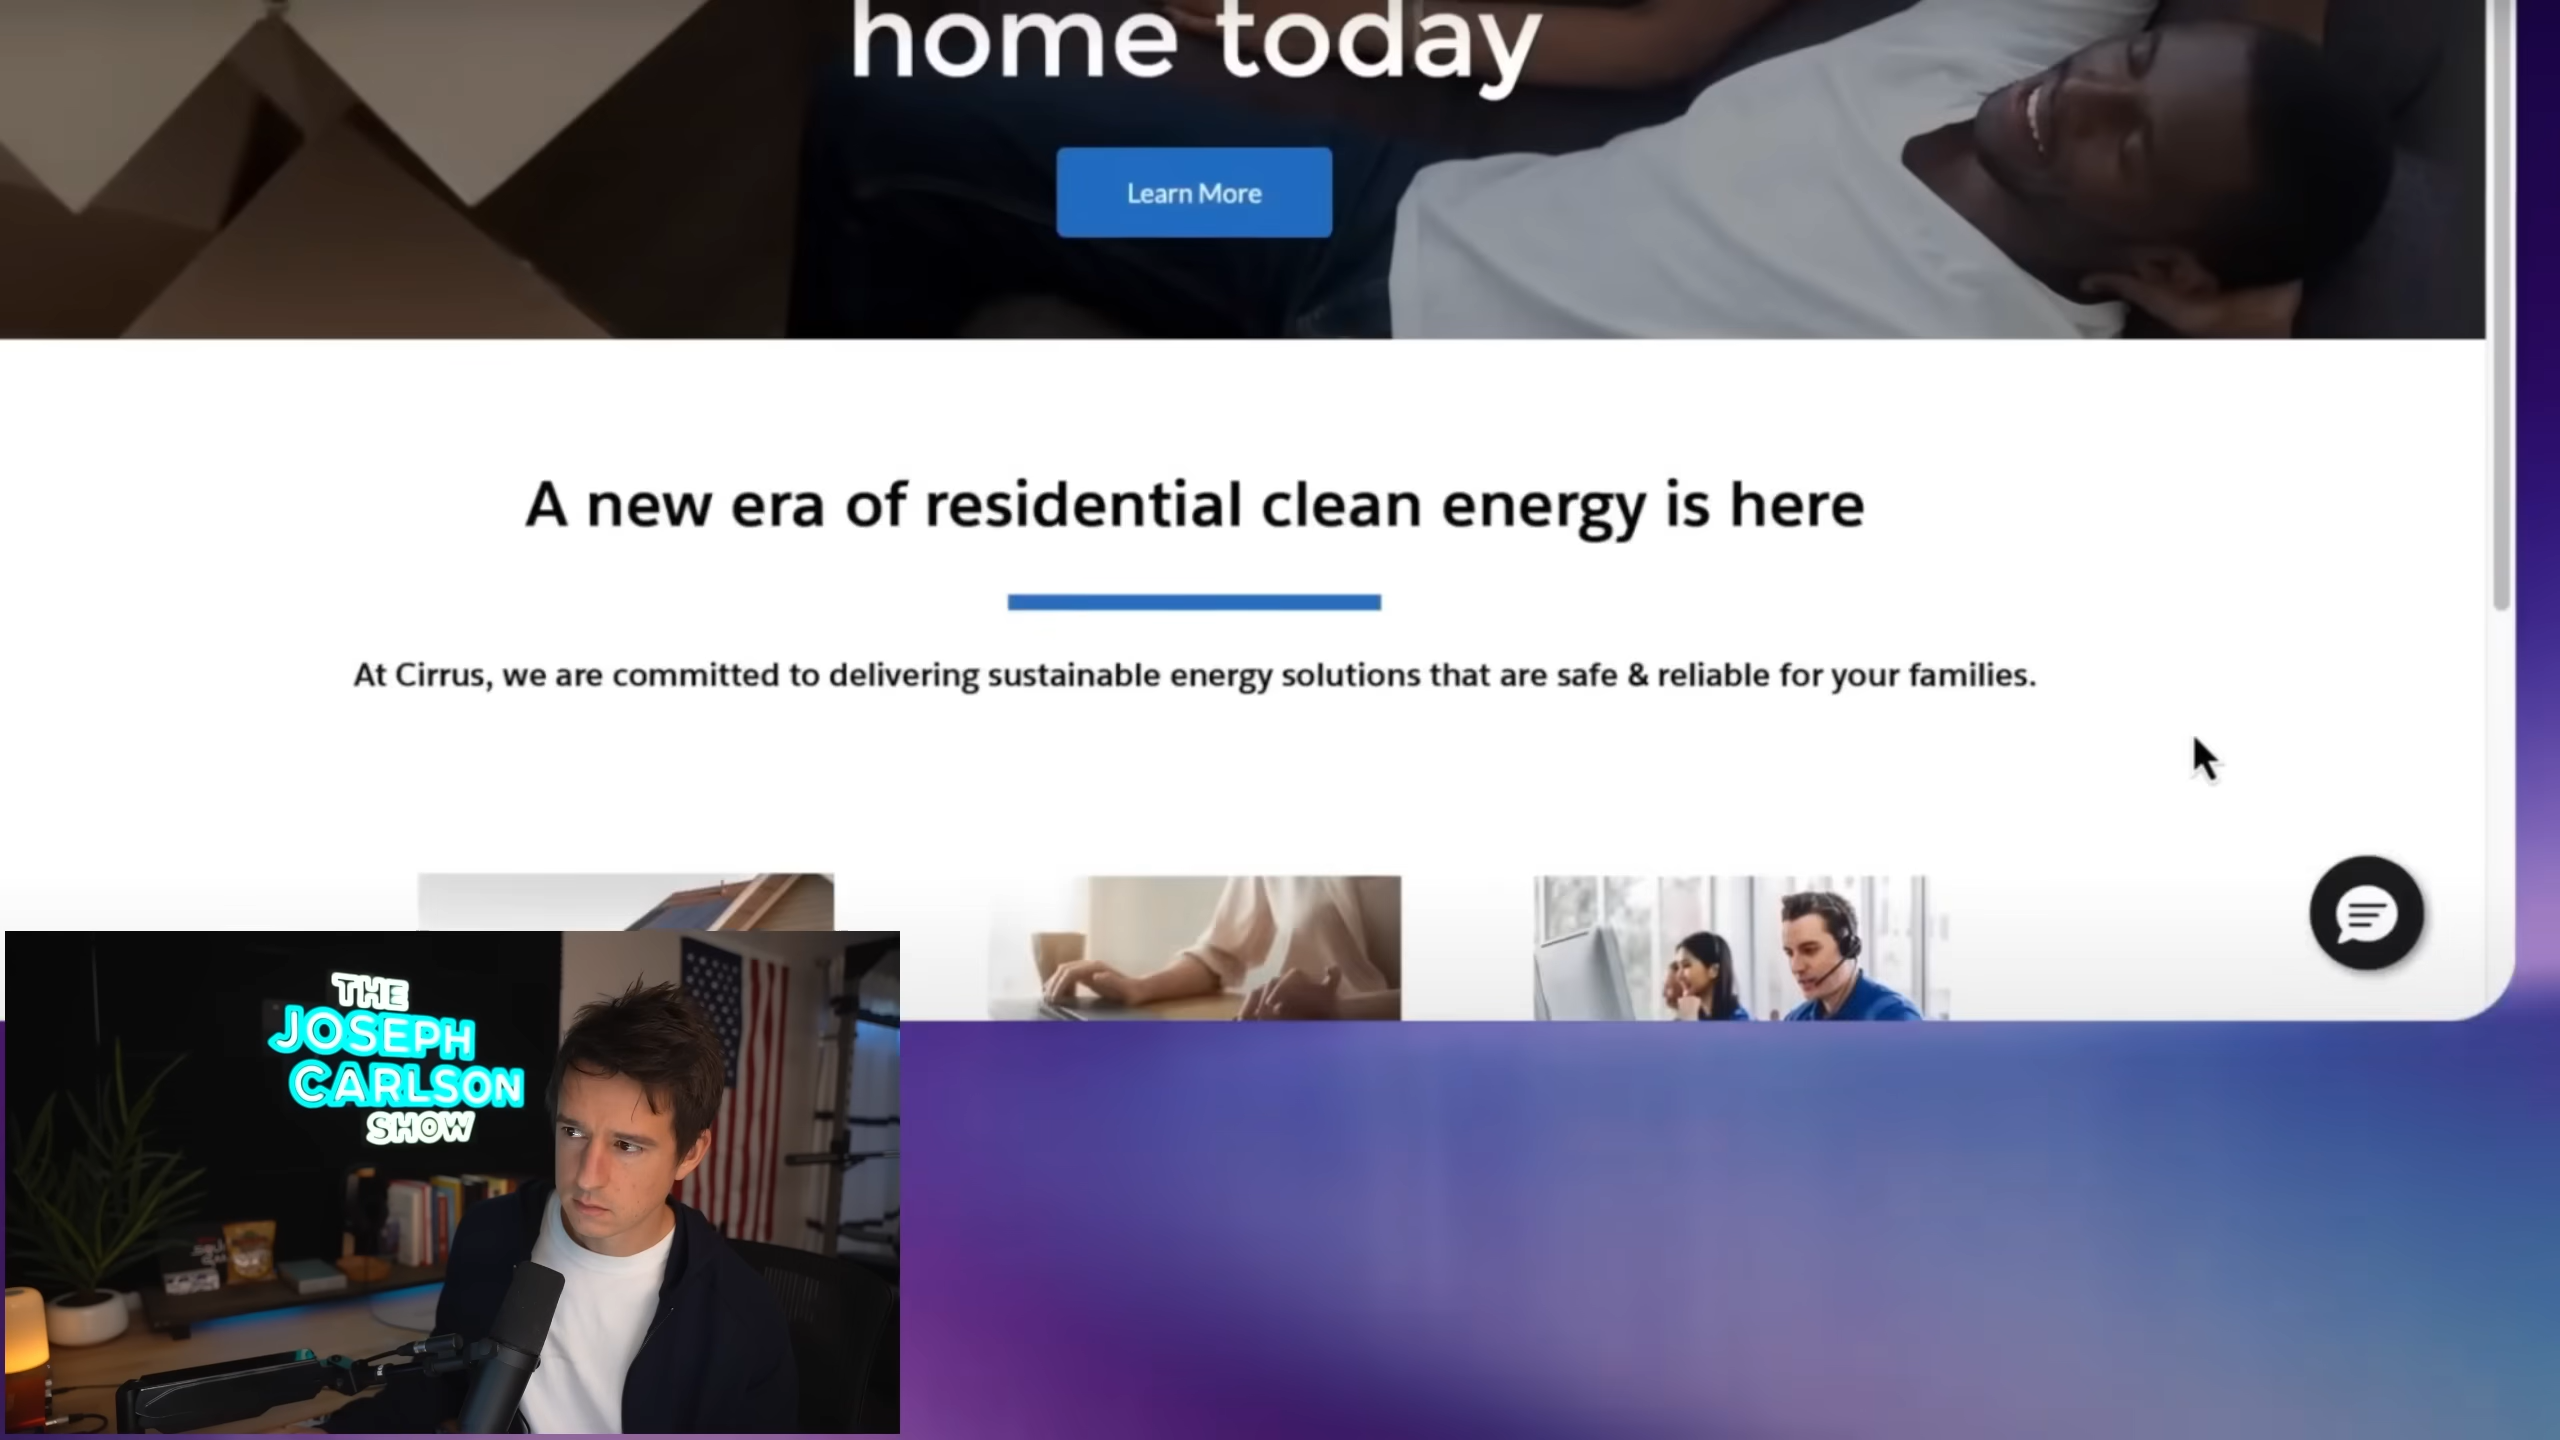 home today
Learn More
A new era of residential clean energy is here
At Cirrus, we are committed to delivering sustainable energy solutions that are safe & reliable for your families.
THE
JOSEPH
CARLSON
SHOW